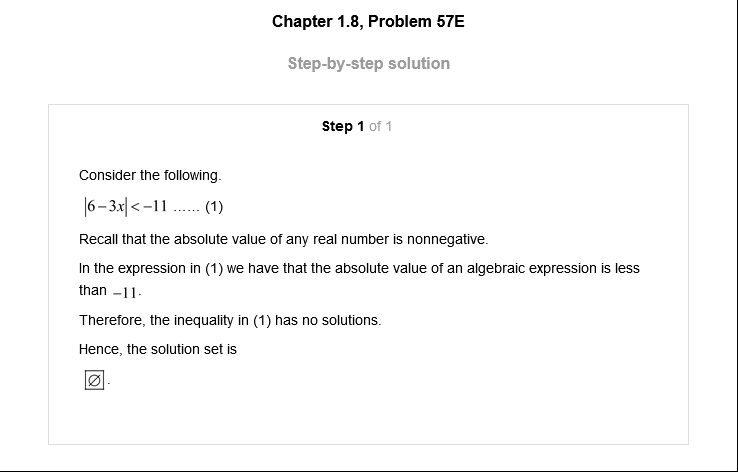 Chapter 1.8, Problem 57E
Step-by-step solution
Step 1 of 1
Consider the following.
|6−3x|<−11 ...... (1)
Recall that the absolute value of any real number is nonnegative.
In the expression in (1) we have that the absolute value of an algebraic expression is less
than −11.
Therefore, the inequality in (1) has no solutions.
Hence, the solution set is
∅.